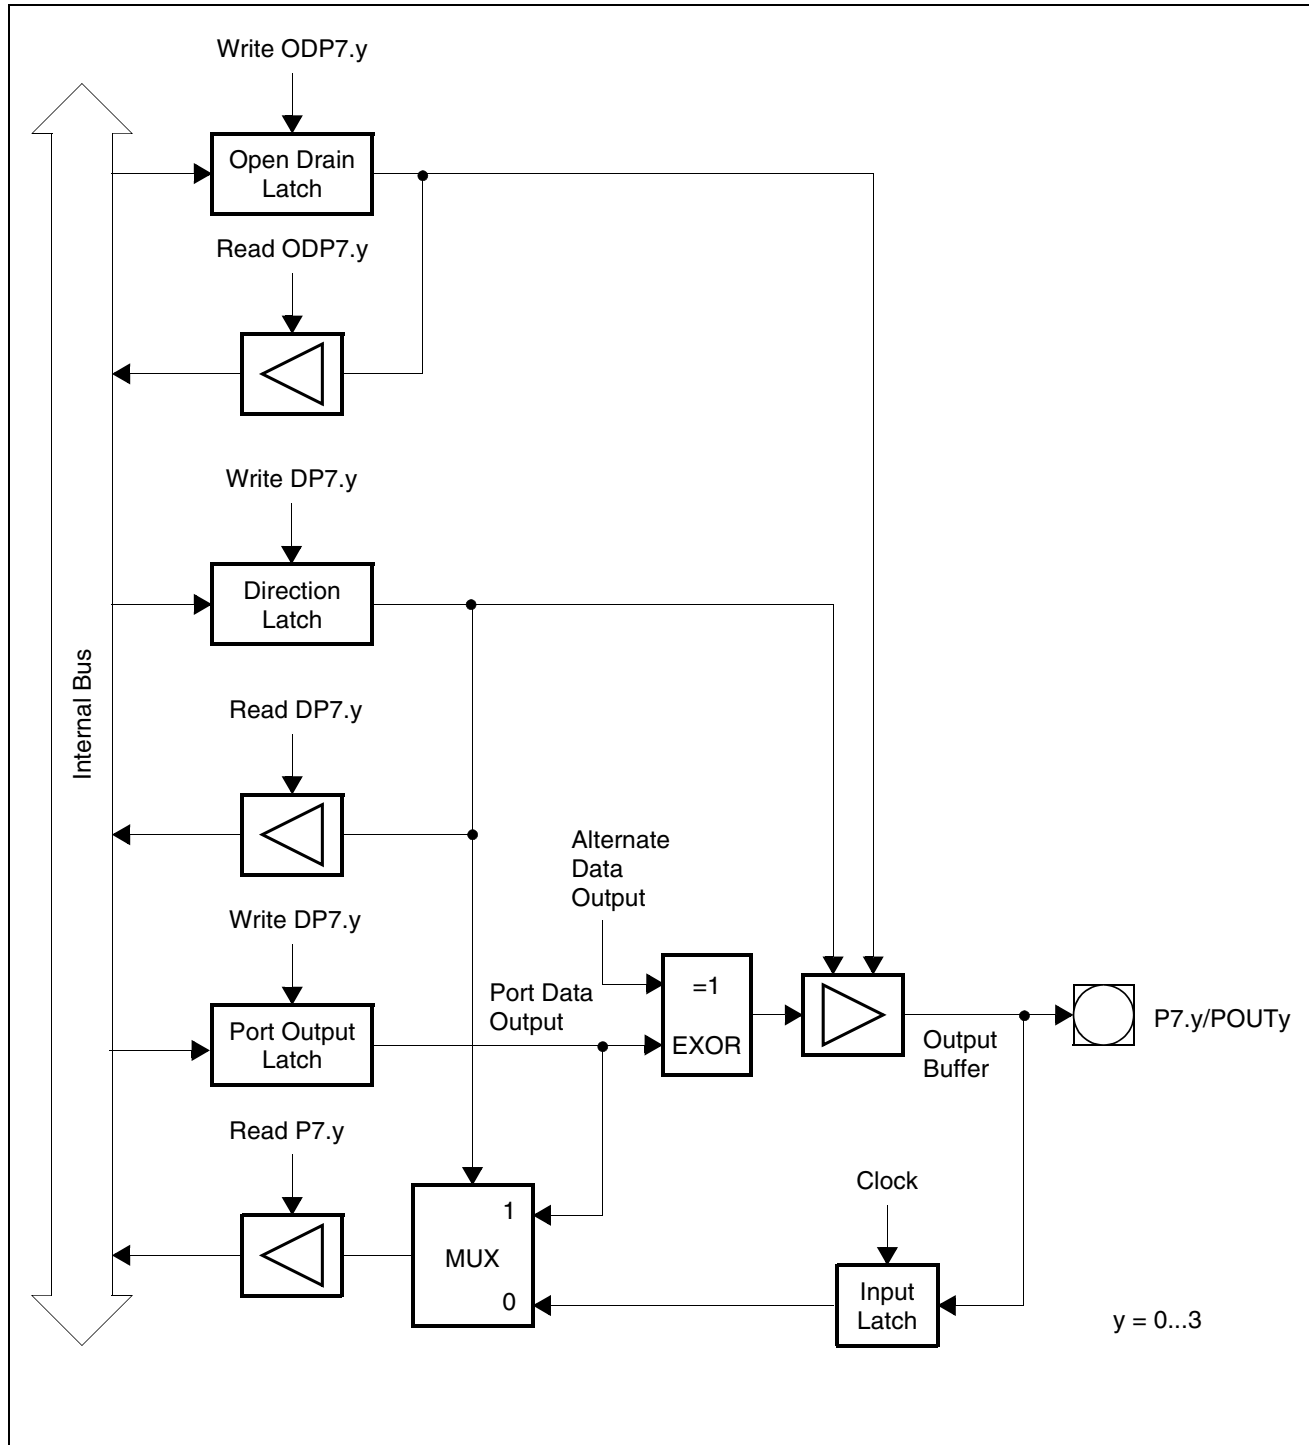 Write ODP7.y
Open Drain
Latch
Read ODP7.y
Write DP7.y
Direction
Latch
Internal Bus
Read DP7.y
Alternate
Data
Output
Write DP7.y
=1
EXOR
Port Data
Output
Port Output
Latch
Output
Buffer
P7.y/POUTy
Read P7.y
1
MUX
0
Clock
Input
Latch
y = 0...3